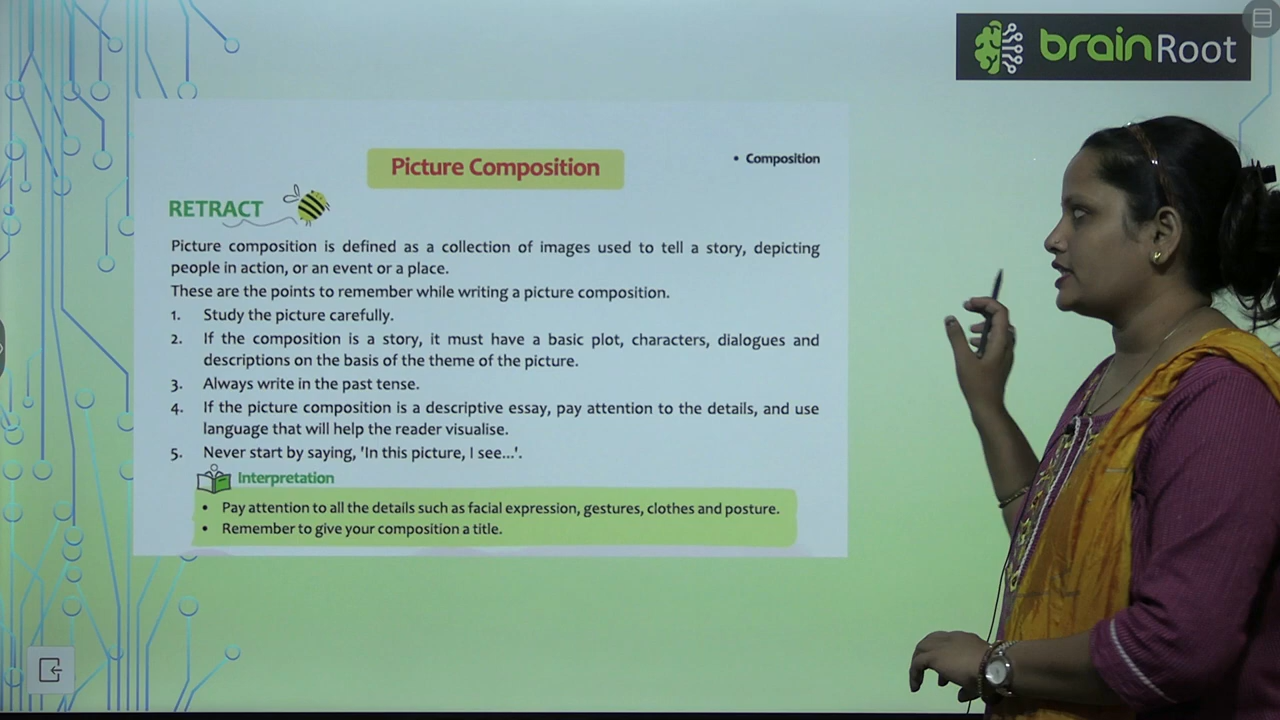 brainRoot
Picture Composition
• Composition
RETRACT
Picture composition is defined as a collection of images used to tell a story, depicting
people in action, or an event or a place.
These are the points to remember while writing a picture composition.
1. Study the picture carefully.
2. If the composition is a story, it must have a basic plot, characters, dialogues and
descriptions on the basis of the theme of the picture.
3. Always write in the past tense.
4. If the picture composition is a descriptive essay, pay attention to the details, and use
language that will help the reader visualise.
5. Never start by saying, 'In this picture, I see...'.
Interpretation
• Pay attention to all the details such as facial expression, gestures, clothes and posture.
• Remember to give your composition a title.